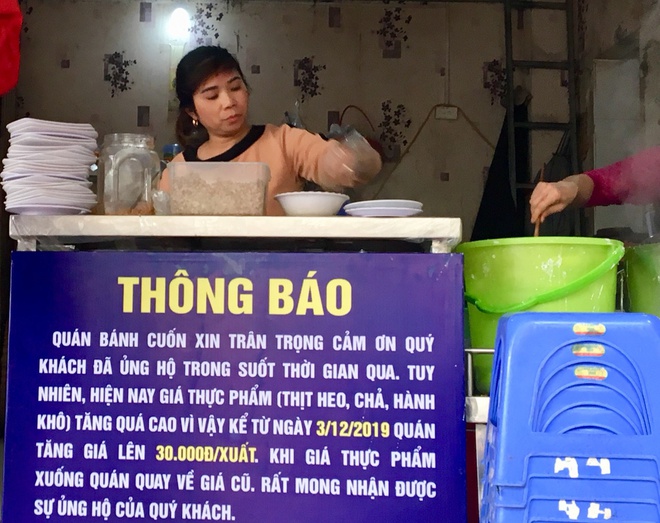 THÔNG BÁO
QUÁN BÁNH CUỐN XIN TRÂN TRỌNG CẢM ƠN QUÝ
KHÁCH ĐÃ ỦNG HỘ TRONG SUỐT THỜI GIAN QUA. TUY
NHIÊN, HIỆN NAY GIÁ THỰC PHẨM (THỊT HEO, CHẢ, HÀNH
KHÔ) TĂNG QUÁ CAO VÌ VẬY KỂ TỪ NGÀY 3/12/2019 QUÁN
TĂNG GIÁ LÊN 30.000Đ/XUẤT. KHI GIÁ THỰC PHẨM
XUỐNG QUÁN QUAY VỀ GIÁ CŨ. RẤT MONG NHẬN ĐƯỢC
SỰ ỦNG HỘ CỦA QUÝ KHÁCH.